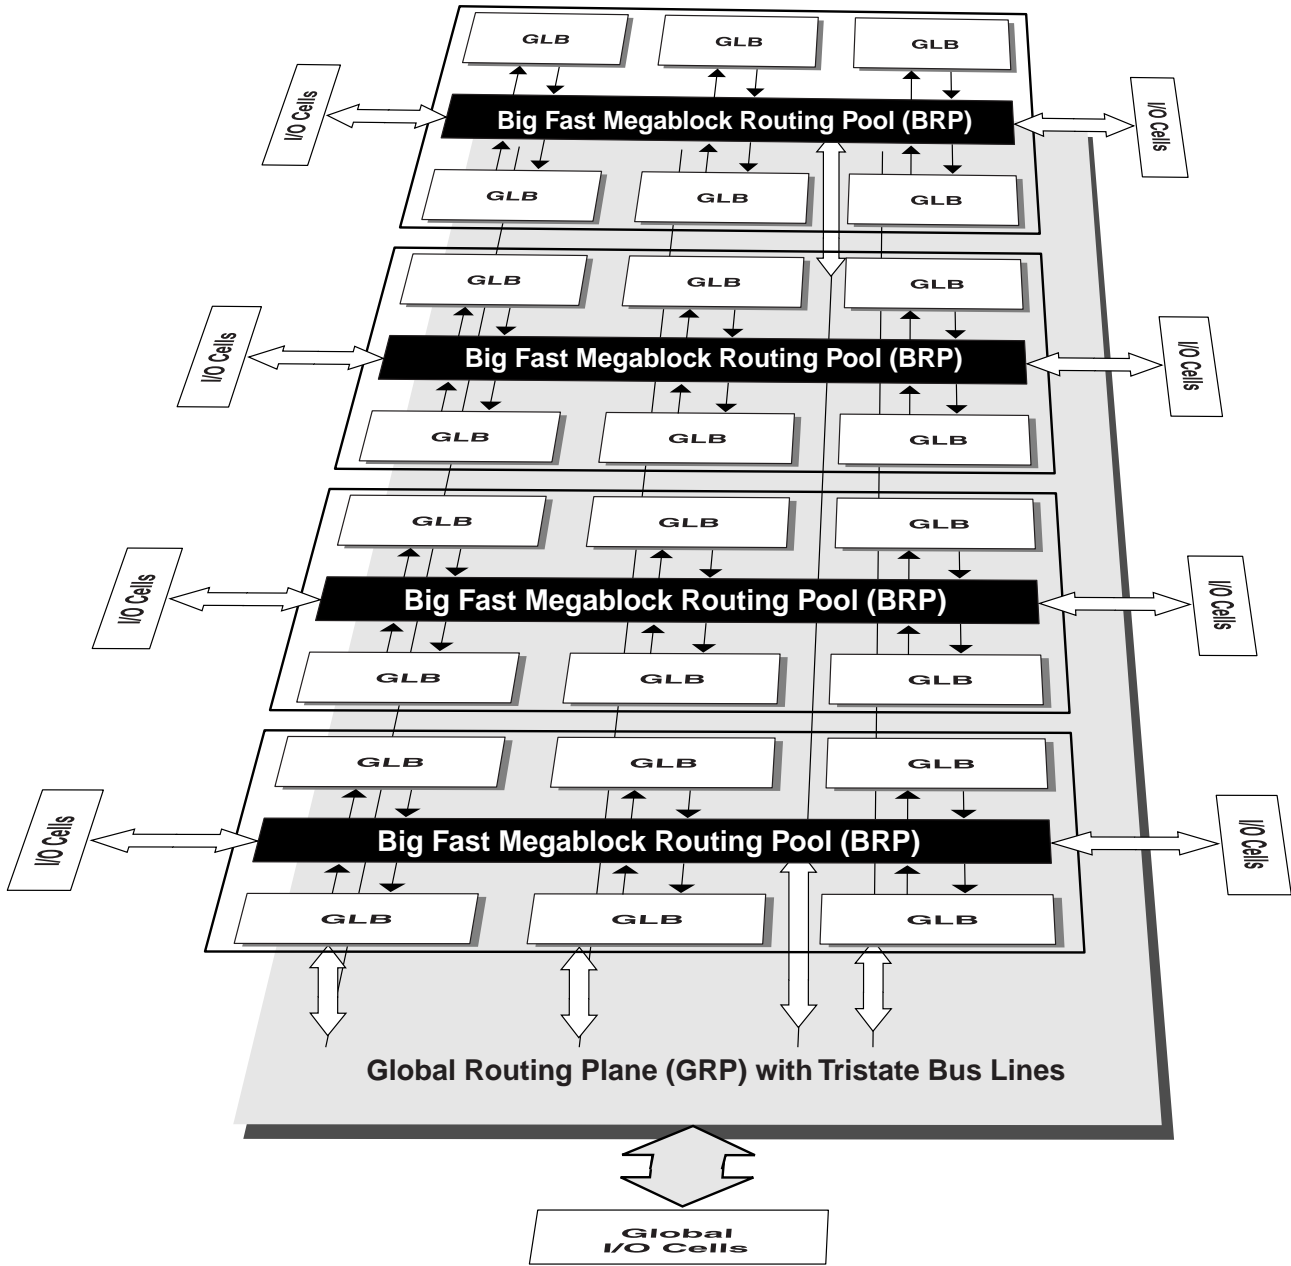 GLB GLB GLB
I/O Cells Big Fast Megablock Routing Pool (BRP) I/O Cells
GLB GLB GLB
GLB GLB GLB
I/O Cells Big Fast Megablock Routing Pool (BRP) I/O Cells
GLB GLB GLB
GLB GLB GLB
I/O Cells Big Fast Megablock Routing Pool (BRP) I/O Cells
GLB GLB GLB
GLB GLB GLB
I/O Cells Big Fast Megablock Routing Pool (BRP) I/O Cells
GLB GLB GLB
Global Routing Plane (GRP) with Tristate Bus Lines
Global
I/O Cells